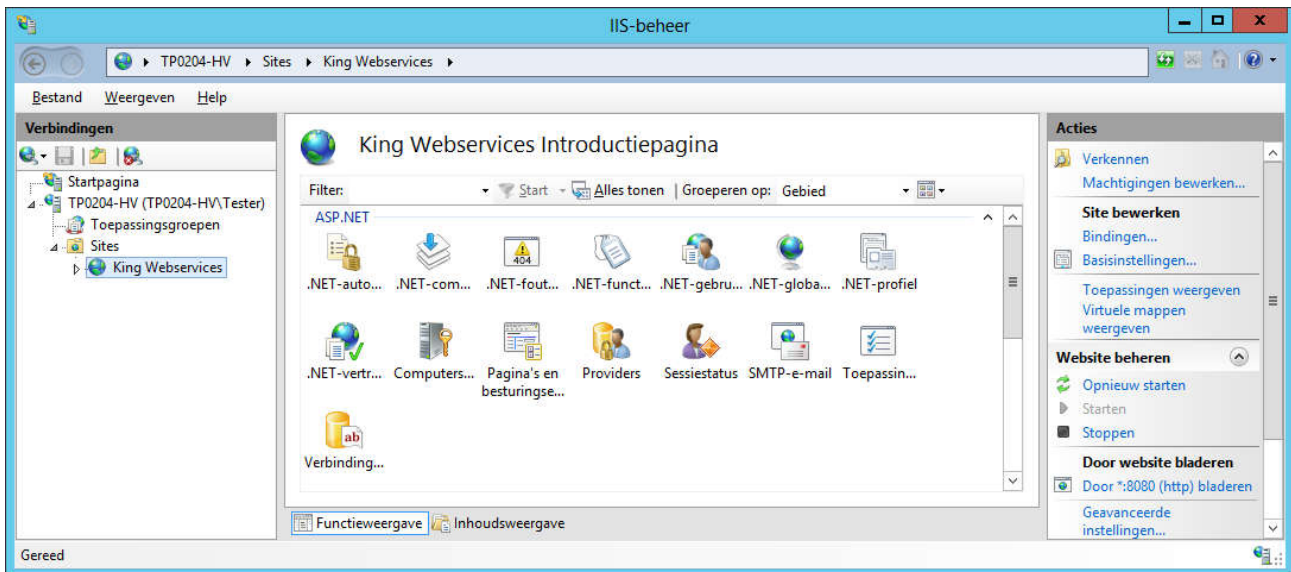 IIS-beheer
TP0204-HV Sites King Webservices
Bestand Weergeven Help
Verbindingen
Startpagina
TP0204-HV (TP0204-HV\Tester)
Toepassingsgroepen
Sites
King Webservices
King Webservices Introductiepagina
Filter: Start Alles tonen Groeperen op: Gebied
ASP.NET
404
.NET-auto... .NET-com... .NET-fout... .NET-funct... .NET-gebru... .NET-globa... .NET-profiel
.NET-vertr... Computers... Pagina's en besturingse... Providers Sessiestatus SMTP-e-mail Toepassin...
ab
Verbinding...
Functieweergave Inhoudsweergave
Acties
Verkennen
Machtigingen bewerken...
Site bewerken
Bindingen...
Basisinstellingen...
Toepassingen weergeven
Virtuele mappen
weergeven
Website beheren
Opnieuw starten
Starten
Stoppen
Door website bladeren
Door *:8080 (http) bladeren
Geavanceerde
instellingen...
Gereed